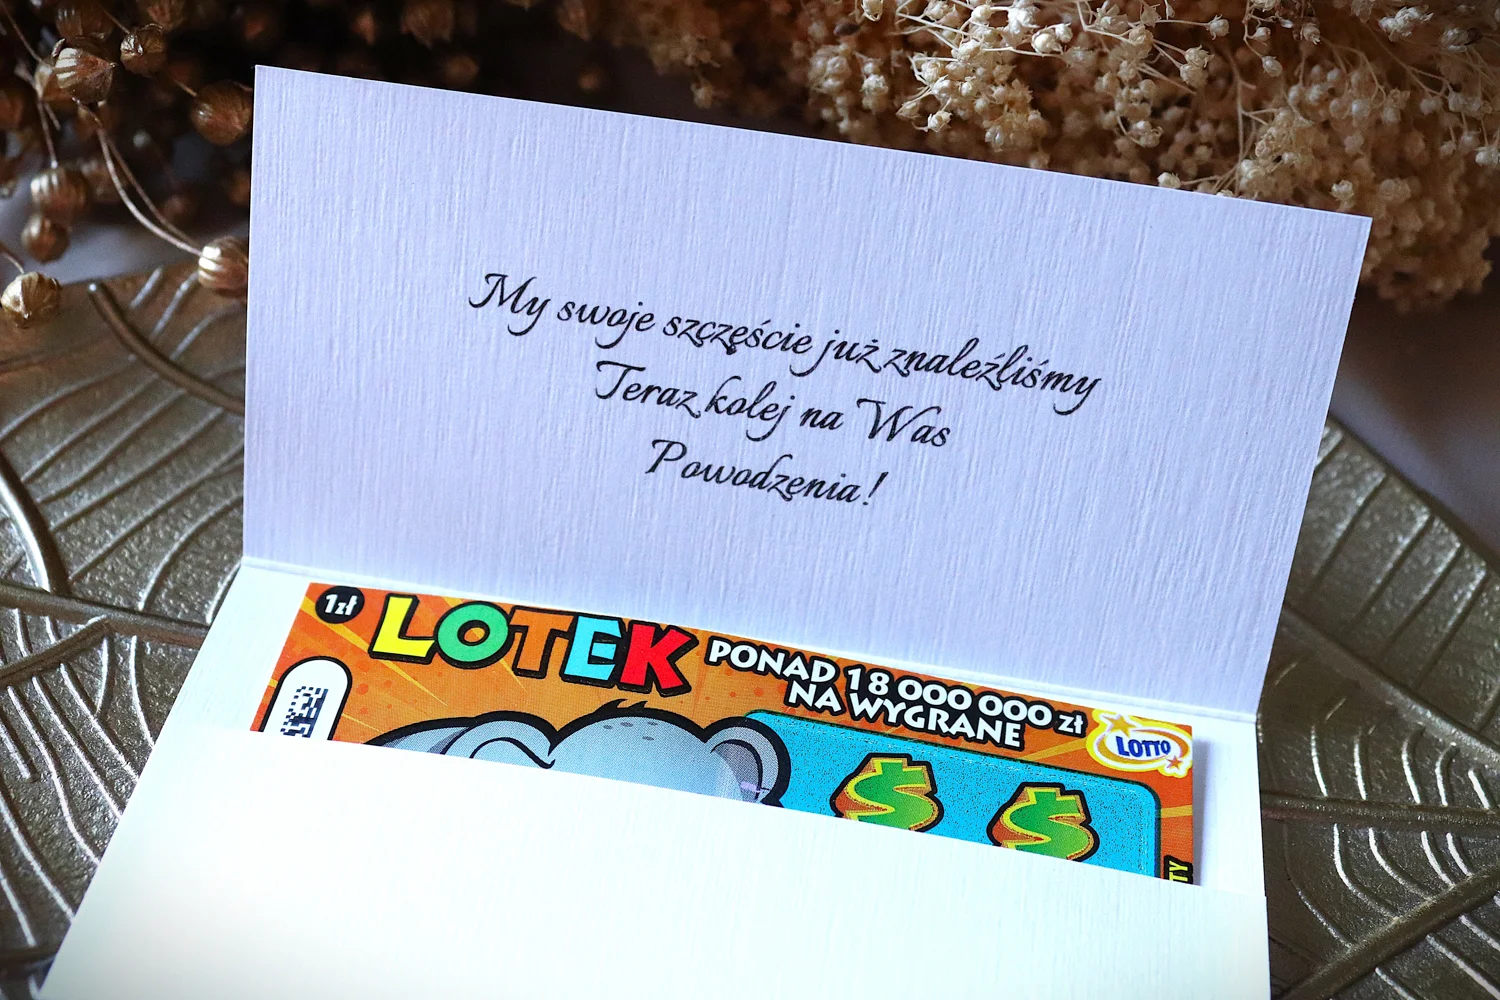 My swoje szczęście już znaleźliśmy
Teraz kolej na Was
Powodzenia!
1zł
LOTEK
PONAD 18 000 000 zł
NA WYGRANE
LOTTO